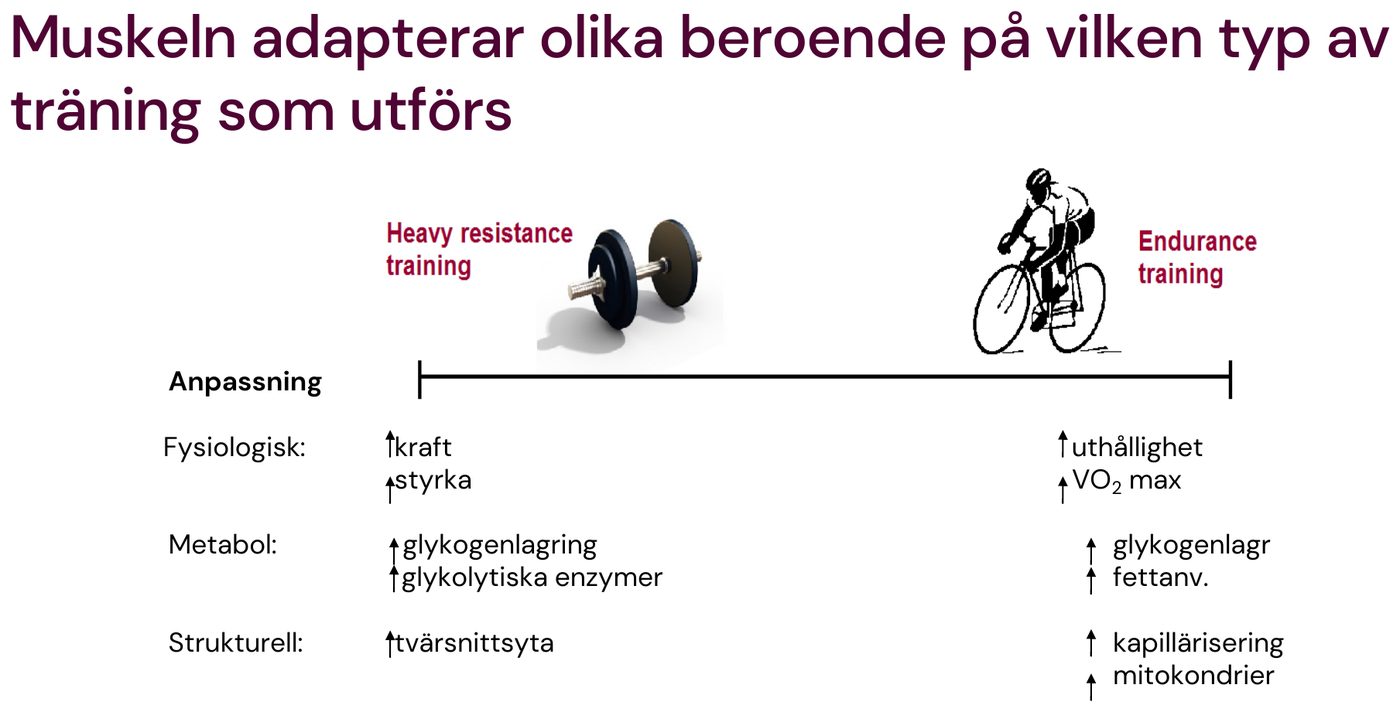 Muskeln adapterar olika beroende på vilken typ av
träning som utförs
Heavy resistance
training
Endurance
training
Anpassning
Fysiologisk:
↑kraft
↑styrka
↑uthållighet
↑VO₂ max
Metabol:
↑glykogenlagring
↑glykolytiska enzymer
↑ glykogenlagr
↑ fettanv.
Strukturell:
↑tvärsnittsyta
↑ kapillärisering
↑ mitokondrier